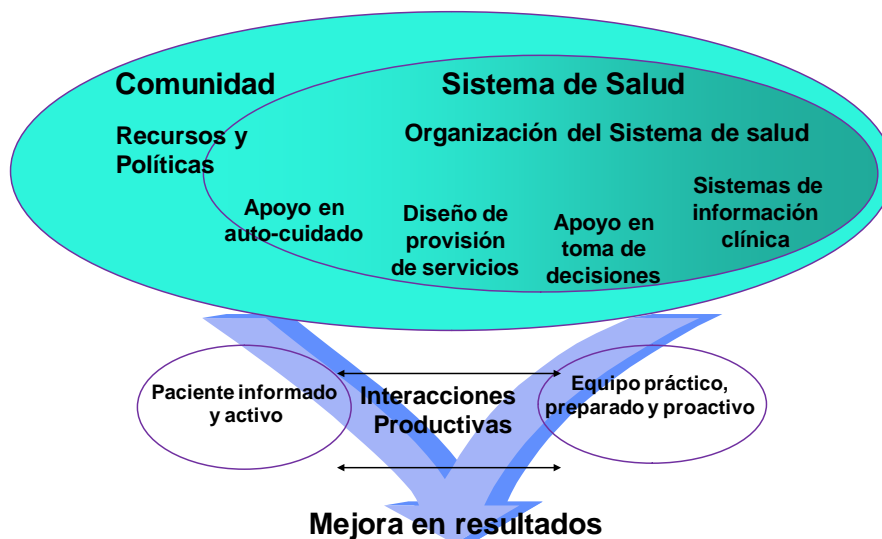 Comunidad
Sistema de Salud
Recursos y
Políticas
Organización del Sistema de salud
Apoyo en
auto-cuidado
Diseño de
provisión
de servicios
Apoyo en
toma de
decisiones
Sistemas de
información
clínica
Paciente informado
y activo
Interacciones
Productivas
Equipo práctico,
preparado y proactivo
Mejora en resultados